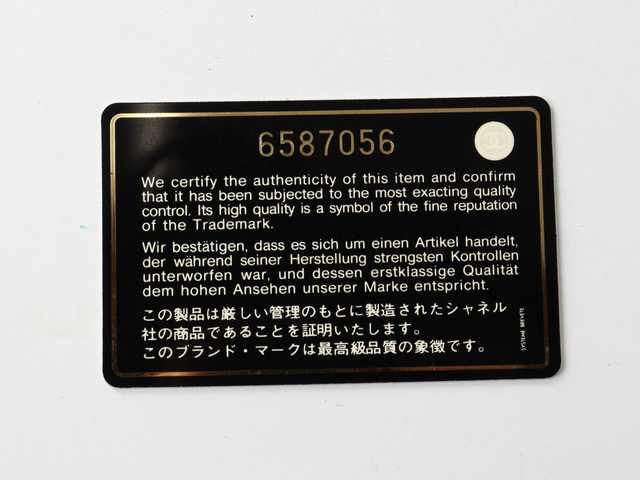 6587056
We certify the authenticity of this item and confirm
that it has been subjected to the most exacting quality
control. Its high quality is a symbol of the fine reputation
of the Trademark.
Wir bestätigen, dass es sich um einen Artikel handelt,
der während seiner Herstellung strengsten Kontrollen
unterworfen war, und dessen erstklassige Qualität
dem hohen Ansehen unserer Marke entspricht.
この製品は厳しい管理のもとに製造されたシャネル
社の商品であることを証明いたします。
このブランド・マークは最高級品質の象徴です。
SYSTEME BREVETE